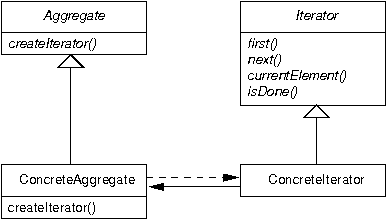 Aggregate
createIterator()
Iterator
first()
next()
currentElement()
isDone()
ConcreteAggregate
createIterator()
ConcreteIterator